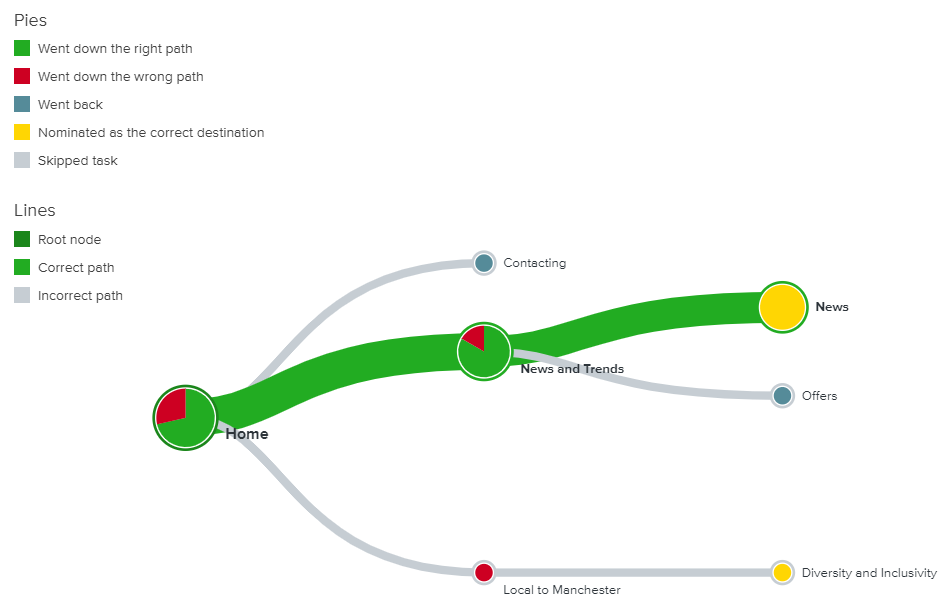 Pies
Went down the right path
Went down the wrong path
Went back
Nominated as the correct destination
Skipped task
Lines
Root node
Correct path
Incorrect path
Contacting
News
News and Trends
Offers
Home
Diversity and Inclusivity
Local to Manchester